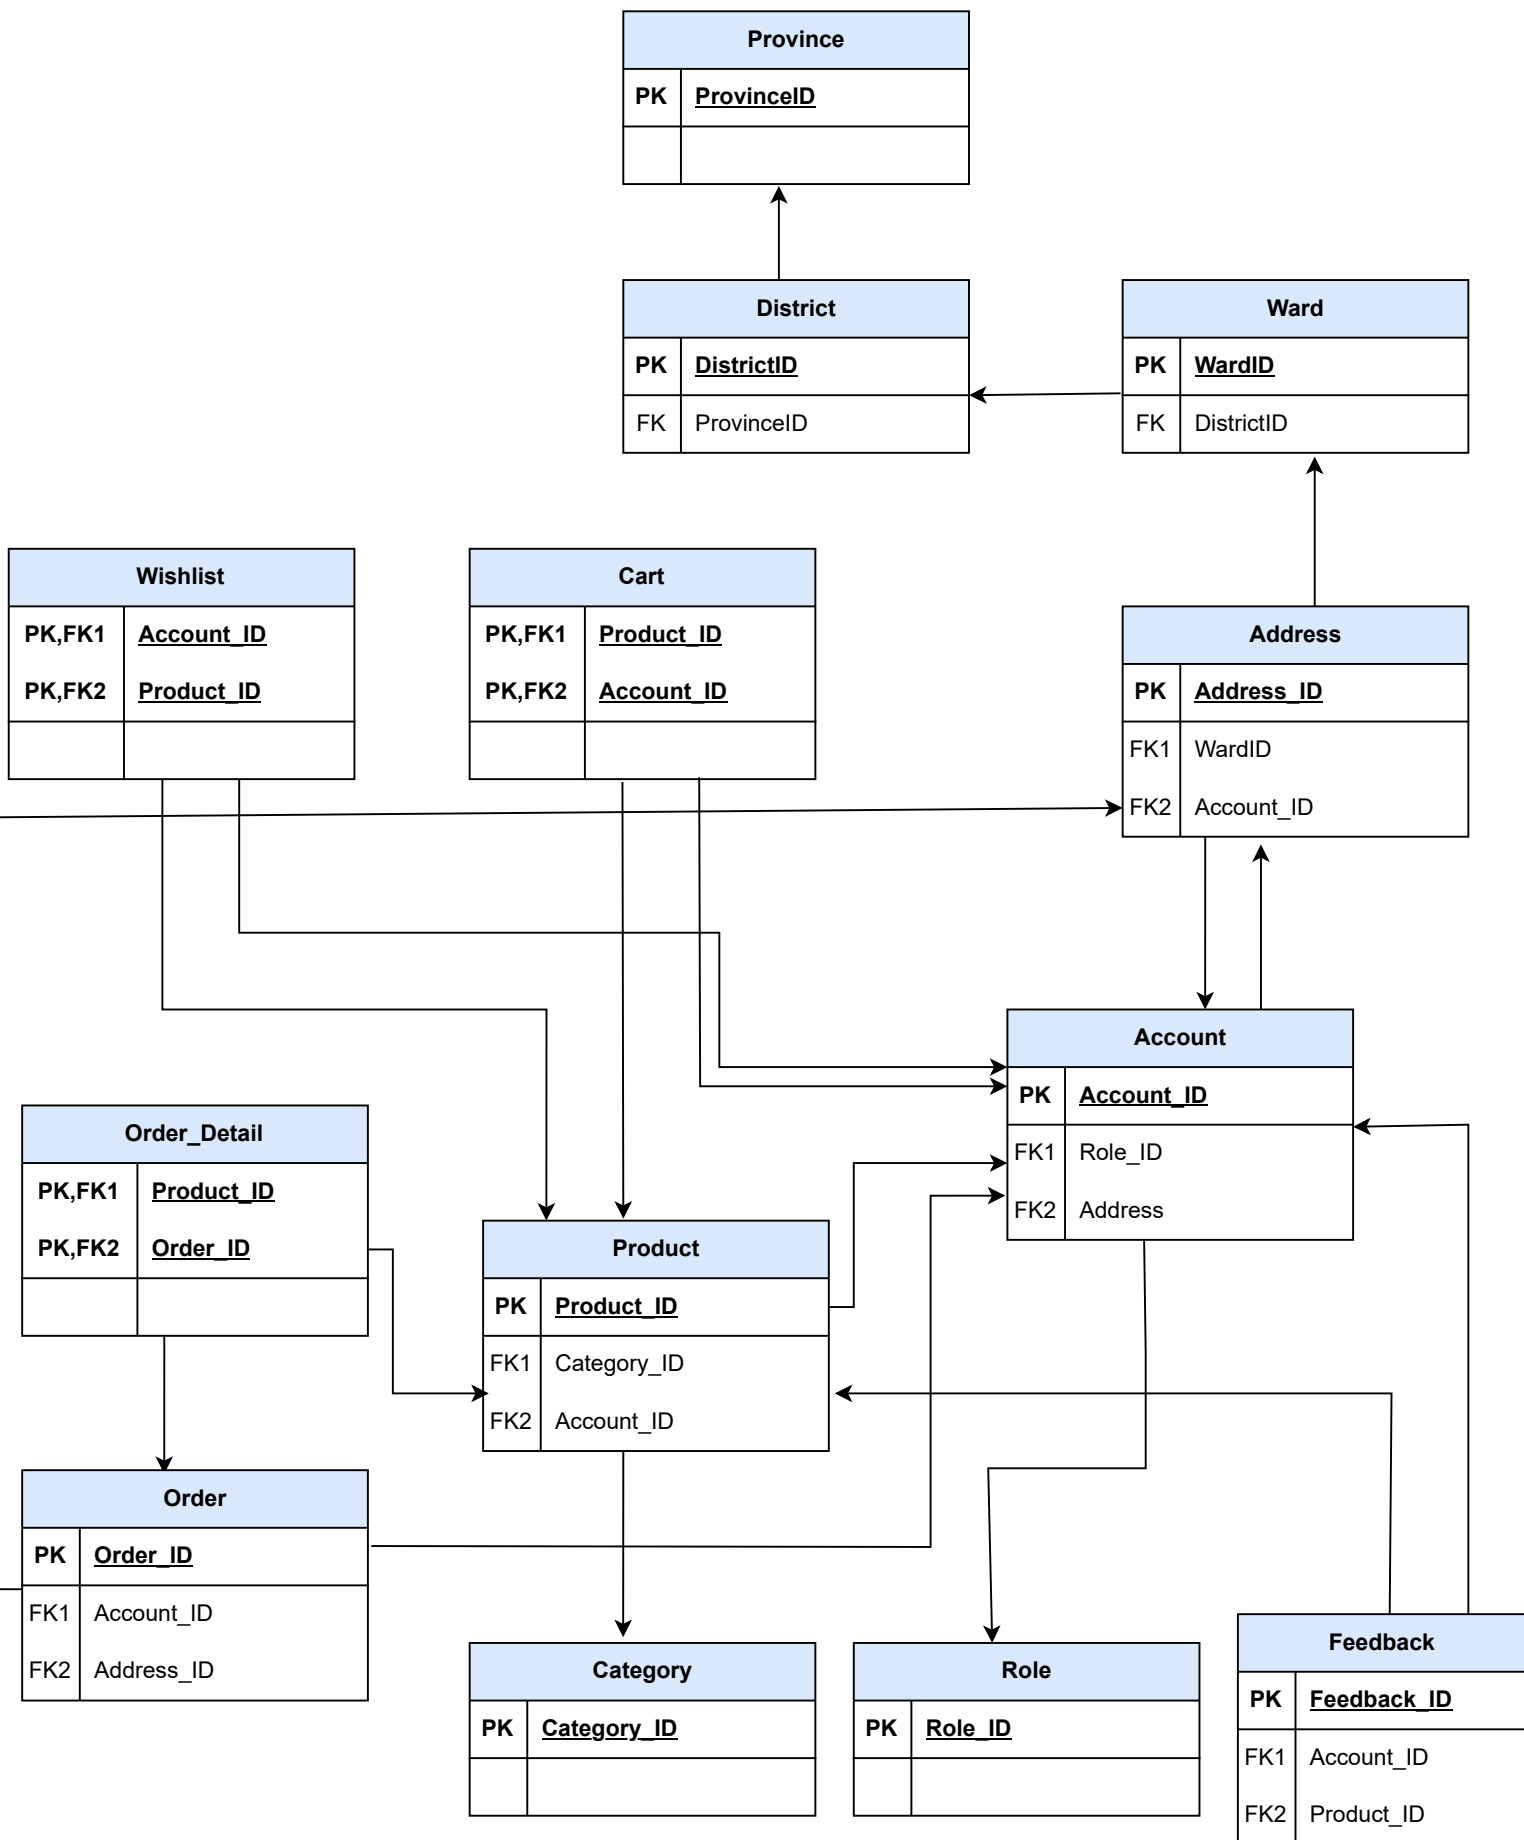 Province
PK ProvinceID
District
PK DistrictID
FK ProvinceID
Ward
PK WardID
FK DistrictID
Wishlist
PK,FK1 Account_ID
PK,FK2 Product_ID
Cart
PK,FK1 Product_ID
PK,FK2 Account_ID
Address
PK Address_ID
FK1 WardID
FK2 Account_ID
Account
PK Account_ID
FK1 Role_ID
FK2 Address
Order_Detail
PK,FK1 Product_ID
PK,FK2 Order_ID
Product
PK Product_ID
FK1 Category_ID
FK2 Account_ID
Order
PK Order_ID
FK1 Account_ID
FK2 Address_ID
Category
PK Category_ID
Role
PK Role_ID
Feedback
PK Feedback_ID
FK1 Account_ID
FK2 Product_ID